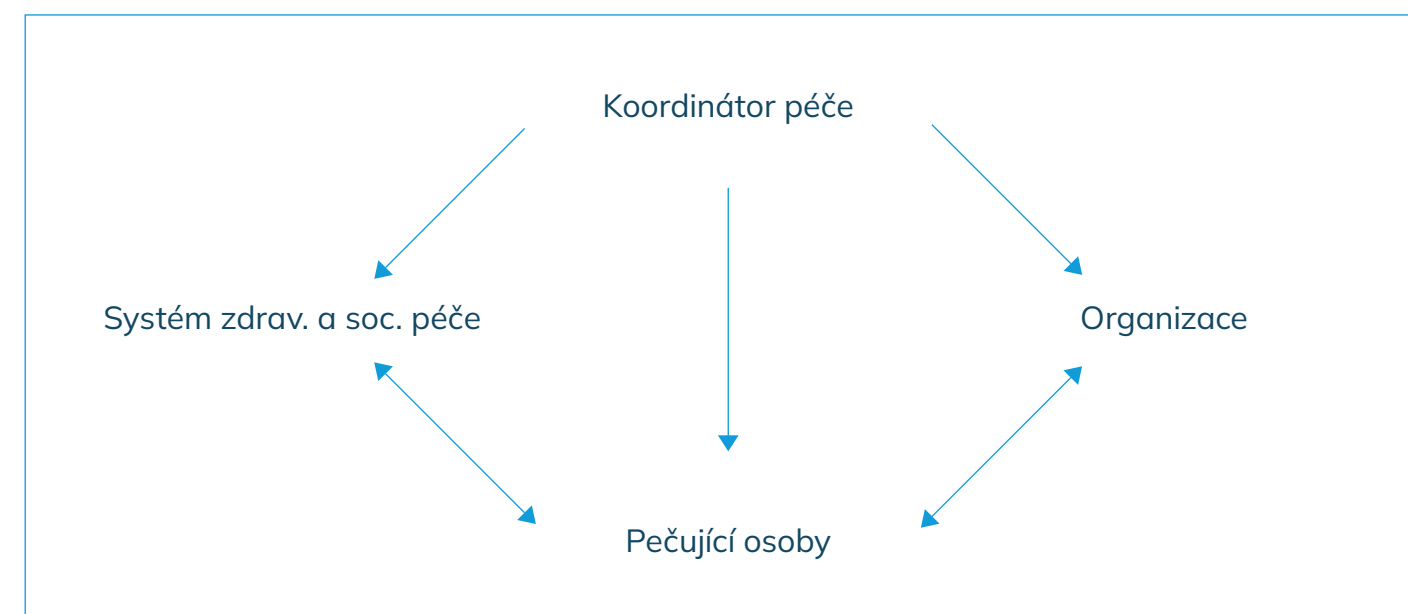 Koordinátor péče
Systém zdrav. a soc. péče
Organizace
Pečující osoby